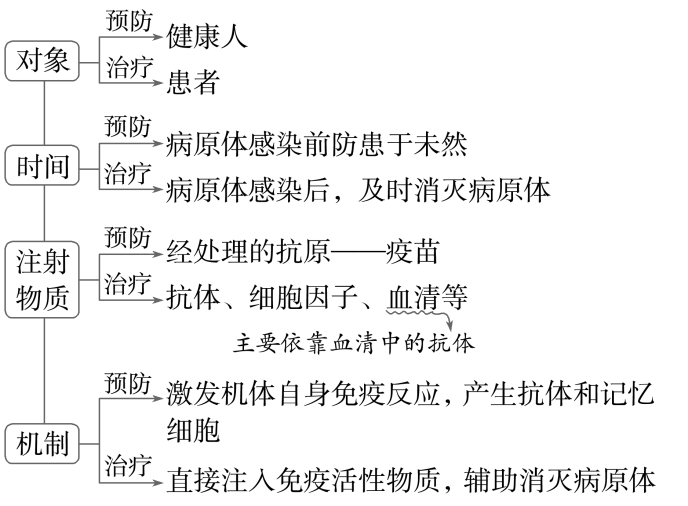 预防
健康人
对象
治疗
患者
预防
病原体感染前防患于未然
时间
治疗
病原体感染后，及时消灭病原体
预防
经处理的抗原——疫苗
注射
物质
治疗
抗体、细胞因子、血清等
主要依靠血清中的抗体
预防
激发机体自身免疫反应，产生抗体和记忆
细胞
机制
治疗
直接注入免疫活性物质，辅助消灭病原体